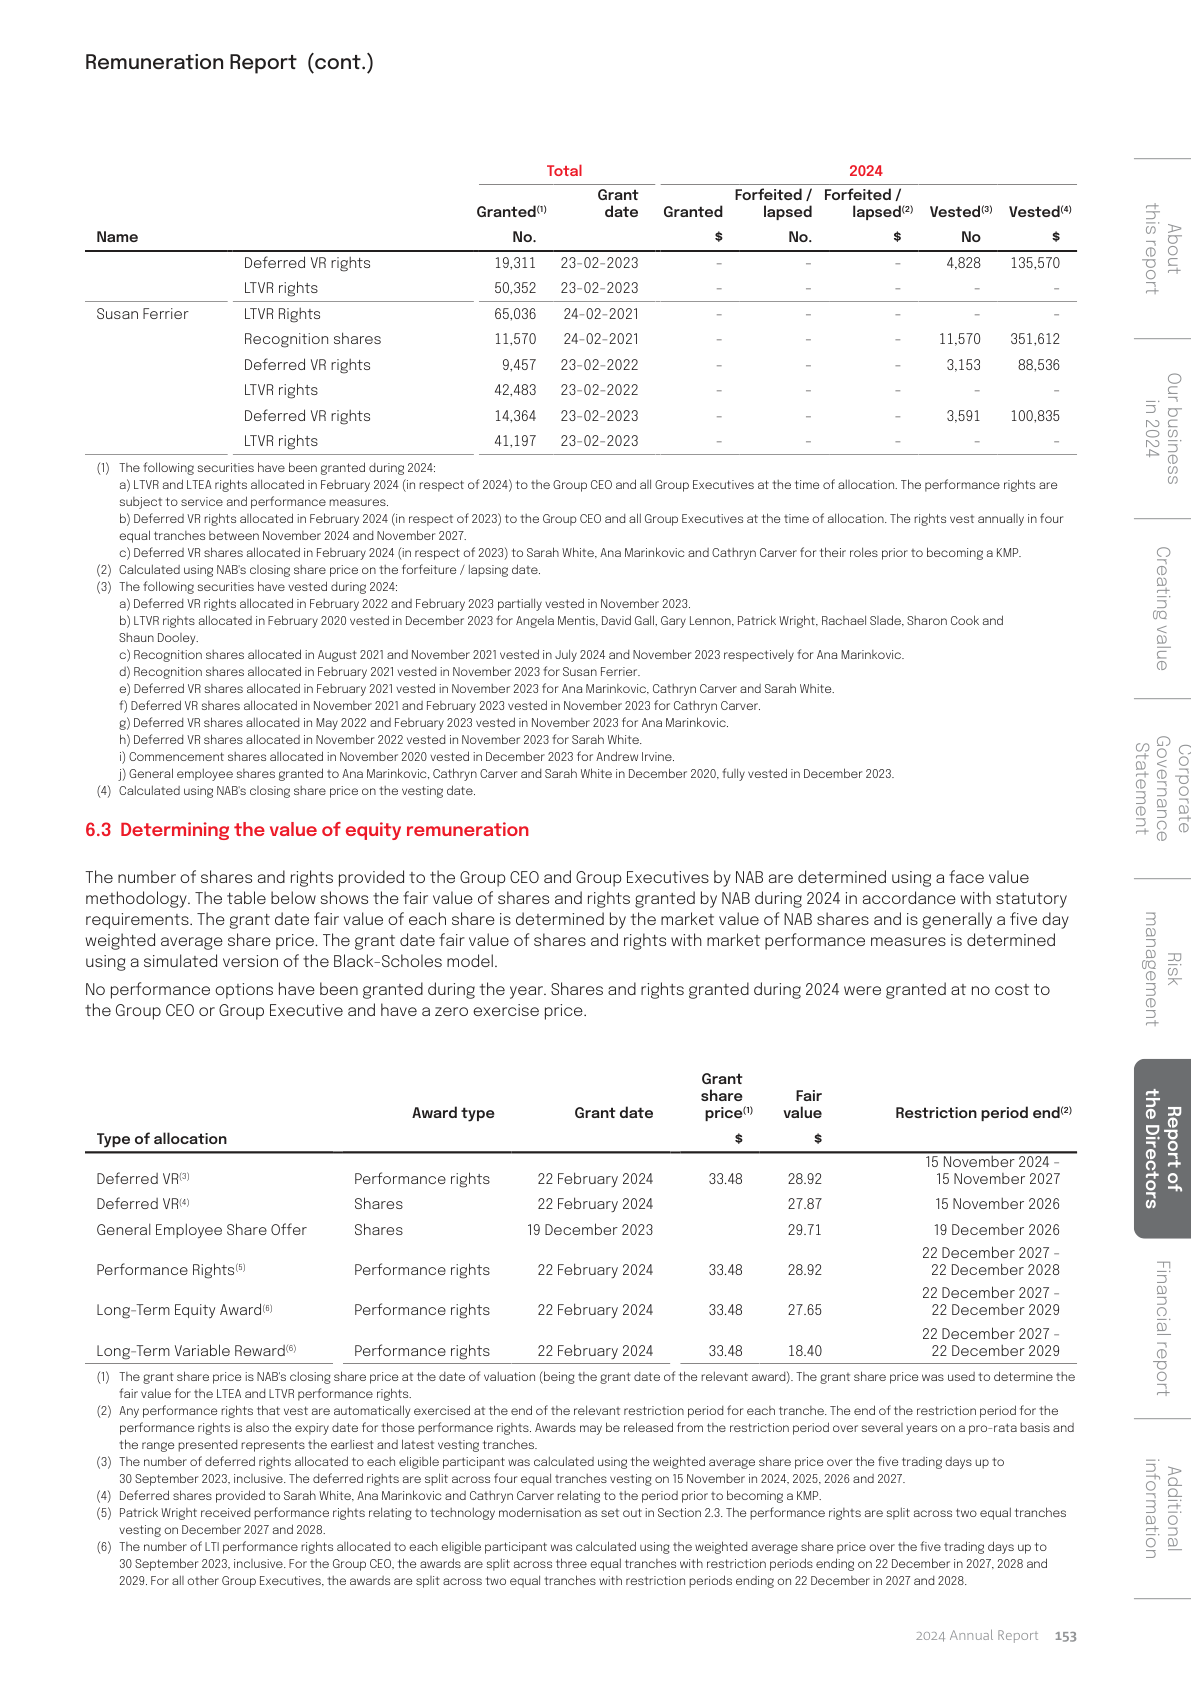 Remuneration Report (cont.)
Total 2024
Granted(1) Grant date Granted Forfeited / lapsed Forfeited / lapsed(2) Vested(3) Vested(4)
Name No. $ No. $ No $
Deferred VR rights 19,311 23-02-2023 – – – 4,828 135,570
LTVR rights 50,352 23-02-2023 – – – – –
Susan Ferrier LTVR Rights 65,036 24-02-2021 – – – – –
Recognition shares 11,570 24-02-2021 – – – 11,570 351,612
Deferred VR rights 9,457 23-02-2022 – – – 3,153 88,536
LTVR rights 42,483 23-02-2022 – – – – –
Deferred VR rights 14,364 23-02-2023 – – – 3,591 100,835
LTVR rights 41,197 23-02-2023 – – – – –
(1) The following securities have been granted during 2024:
a) LTVR and LTEA rights allocated in February 2024 (in respect of 2024) to the Group CEO and all Group Executives at the time of allocation. The performance rights are
subject to service and performance measures.
b) Deferred VR rights allocated in February 2024 (in respect of 2023) to the Group CEO and all Group Executives at the time of allocation. The rights vest annually in four
equal tranches between November 2024 and November 2027.
c) Deferred VR shares allocated in February 2024 (in respect of 2023) to Sarah White, Ana Marinkovic and Cathryn Carver for their roles prior to becoming a KMP.
(2) Calculated using NAB's closing share price on the forfeiture / lapsing date.
(3) The following securities have vested during 2024:
a) Deferred VR rights allocated in February 2022 and February 2023 partially vested in November 2023.
b) LTVR rights allocated in February 2020 vested in December 2023 for Angela Mentis, David Gall, Gary Lennon, Patrick Wright, Rachael Slade, Sharon Cook and
Shaun Dooley.
c) Recognition shares allocated in August 2021 and November 2021 vested in July 2024 and November 2023 respectively for Ana Marinkovic.
d) Recognition shares allocated in February 2021 vested in November 2023 for Susan Ferrier.
e) Deferred VR shares allocated in February 2021 vested in November 2023 for Ana Marinkovic, Cathryn Carver and Sarah White.
f) Deferred VR shares allocated in November 2021 and February 2023 vested in November 2023 for Cathryn Carver.
g) Deferred VR shares allocated in May 2022 and February 2023 vested in November 2023 for Ana Marinkovic.
h) Deferred VR shares allocated in November 2022 vested in November 2023 for Sarah White.
i) Commencement shares allocated in November 2020 vested in December 2023 for Andrew Irvine.
j) General employee shares granted to Ana Marinkovic, Cathryn Carver and Sarah White in December 2020, fully vested in December 2023.
(4) Calculated using NAB's closing share price on the vesting date.
6.3 Determining the value of equity remuneration
The number of shares and rights provided to the Group CEO and Group Executives by NAB are determined using a face value
methodology. The table below shows the fair value of shares and rights granted by NAB during 2024 in accordance with statutory
requirements. The grant date fair value of each share is determined by the market value of NAB shares and is generally a five day
weighted average share price. The grant date fair value of shares and rights with market performance measures is determined
using a simulated version of the Black-Scholes model.
No performance options have been granted during the year. Shares and rights granted during 2024 were granted at no cost to
the Group CEO or Group Executive and have a zero exercise price.
Award type Grant date Grant share price(1) Fair value Restriction period end(2)
Type of allocation $ $
Deferred VR(3) Performance rights 22 February 2024 33.48 28.92 15 November 2024 - 15 November 2027
Deferred VR(4) Shares 22 February 2024 27.87 15 November 2026
General Employee Share Offer Shares 19 December 2023 29.71 19 December 2026
Performance Rights(5) Performance rights 22 February 2024 33.48 28.92 22 December 2027 - 22 December 2028
Long-Term Equity Award(6) Performance rights 22 February 2024 33.48 27.65 22 December 2027 - 22 December 2029
Long-Term Variable Reward(6) Performance rights 22 February 2024 33.48 18.40 22 December 2027 - 22 December 2029
(1) The grant share price is NAB's closing share price at the date of valuation (being the grant date of the relevant award). The grant share price was used to determine the
fair value for the LTEA and LTVR performance rights.
(2) Any performance rights that vest are automatically exercised at the end of the relevant restriction period for each tranche. The end of the restriction period for the
performance rights is also the expiry date for those performance rights. Awards may be released from the restriction period over several years on a pro-rata basis and
the range presented represents the earliest and latest vesting tranches.
(3) The number of deferred rights allocated to each eligible participant was calculated using the weighted average share price over the five trading days up to
30 September 2023, inclusive. The deferred rights are split across four equal tranches vesting on 15 November in 2024, 2025, 2026 and 2027.
(4) Deferred shares provided to Sarah White, Ana Marinkovic and Cathryn Carver relating to the period prior to becoming a KMP.
(5) Patrick Wright received performance rights relating to technology modernisation as set out in Section 2.3. The performance rights are split across two equal tranches
vesting on December 2027 and 2028.
(6) The number of LTI performance rights allocated to each eligible participant was calculated using the weighted average share price over the five trading days up to
30 September 2023, inclusive. For the Group CEO, the awards are split across three equal tranches with restriction periods ending on 22 December in 2027, 2028 and
2029. For all other Group Executives, the awards are split across two equal tranches with restriction periods ending on 22 December in 2027 and 2028.
2024 Annual Report 153
About
this report
Our business
in 2024
Creating value
Corporate
Governance
Statement
Risk
management
Report of
the Directors
Financial report
Additional
information